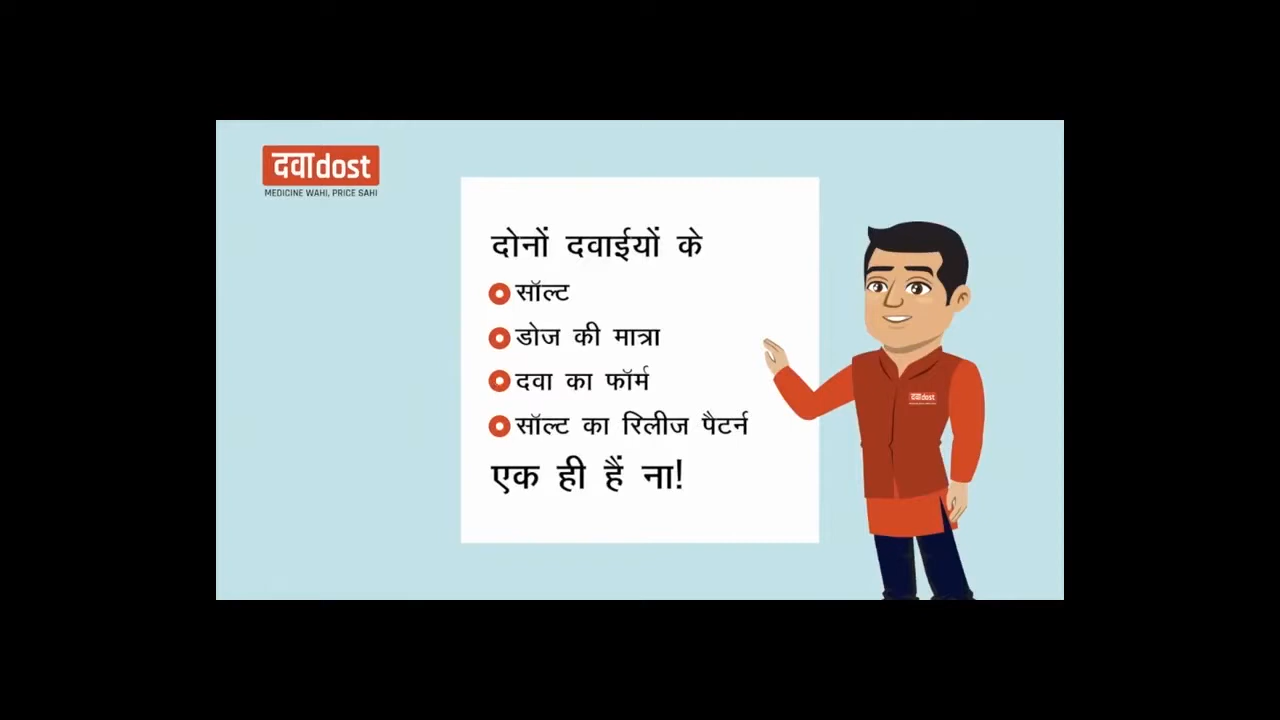 दवाdost
MEDICINE WAHI, PRICE SAHI
दोनों दवाईयों के
सॉल्ट
डोज की मात्रा
दवा का फॉर्म
सॉल्ट का रिलीज पैटर्न
एक ही हैं ना!
दवाdost